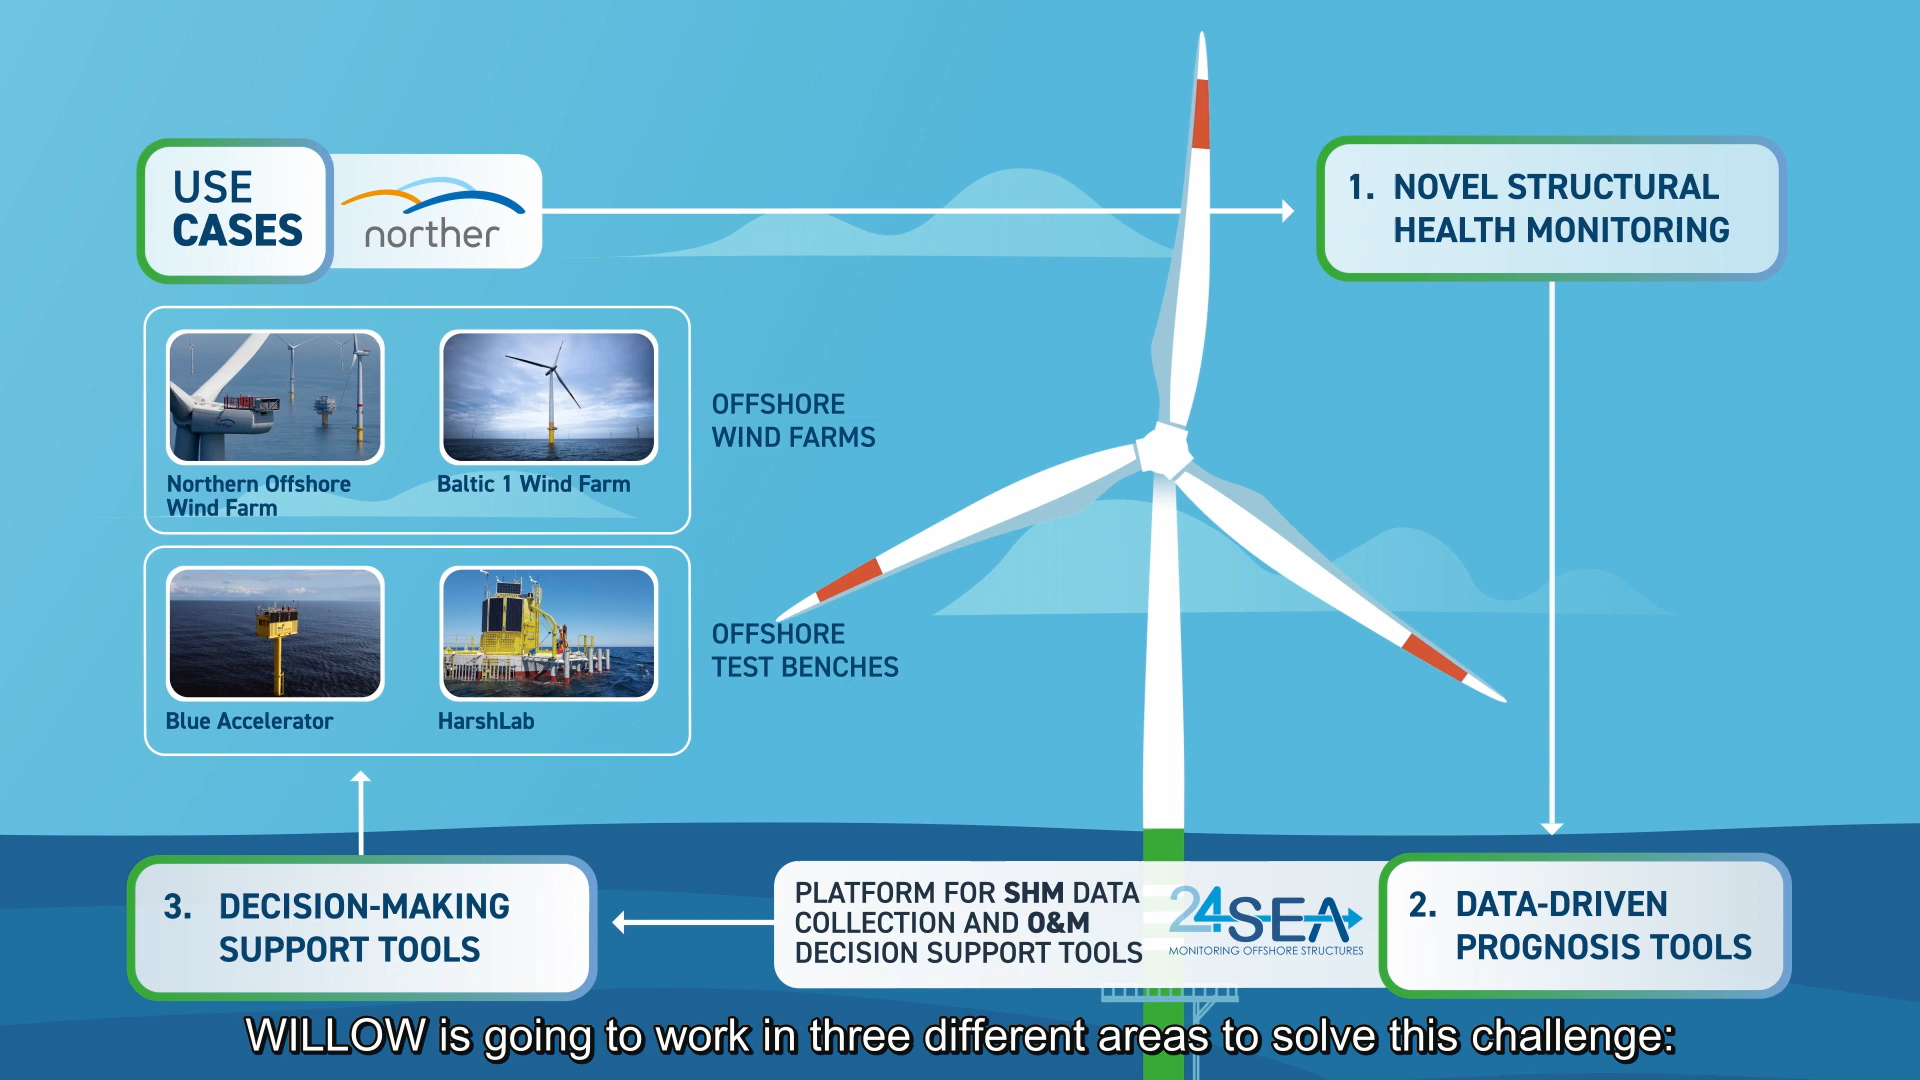 USE
CASES
norther
1. NOVEL STRUCTURAL
HEALTH MONITORING
Northern Offshore
Wind Farm
Baltic 1 Wind Farm
OFFSHORE
WIND FARMS
Blue Accelerator
HarshLab
OFFSHORE
TEST BENCHES
3. DECISION-MAKING
SUPPORT TOOLS
PLATFORM FOR SHM DATA
COLLECTION AND O&M
DECISION SUPPORT TOOLS
24SEA
MONITORING OFFSHORE STRUCTURES
2. DATA-DRIVEN
PROGNOSIS TOOLS
WILLOW is going to work in three different areas to solve this challenge: